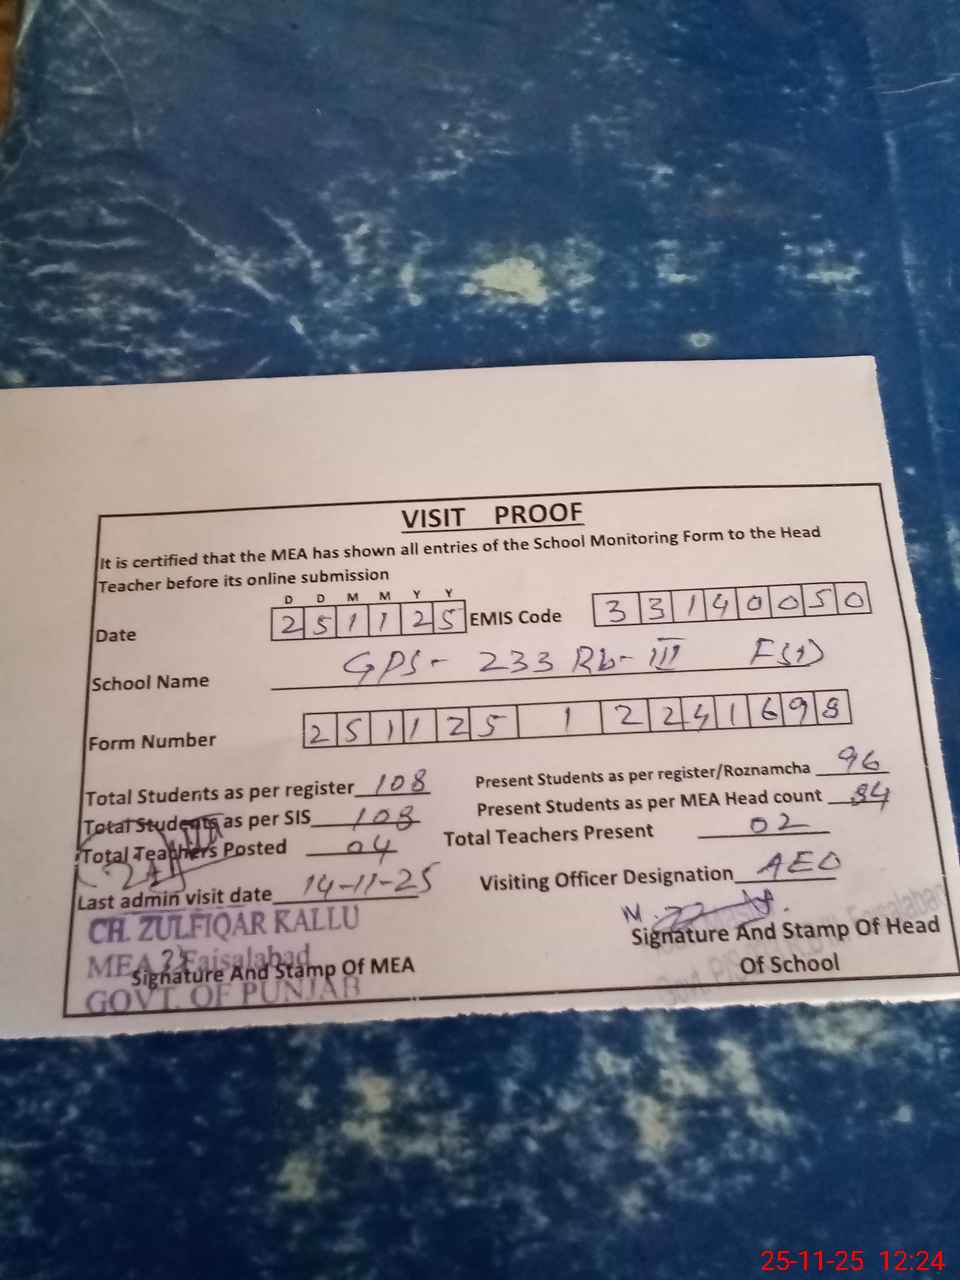 VISIT PROOF
It is certified that the MEA has shown all entries of the School Monitoring Form to the Head
Teacher before its online submission
D D M M Y Y
Date 2 5 1 1 2 5 EMIS Code 3 3 1 4 0 0 5 0
School Name GPS- 233 Rb- III FSD
Form Number 2 5 1 1 2 5 1 2 2 4 1 6 9 8
Total Students as per register 108 Present Students as per register/Roznamcha 96
Total Students as per SIS 108 Present Students as per MEA Head count 84
Total Teachers Posted 04 Total Teachers Present 02
Last admin visit date 14-11-25 Visiting Officer Designation AEO
CH. ZULFIQAR KALLU
MEA Faisalabad
GOVT. OF PUNJAB
Signature And Stamp Of MEA
Signature And Stamp Of Head
Of School
25-11-25 12:24